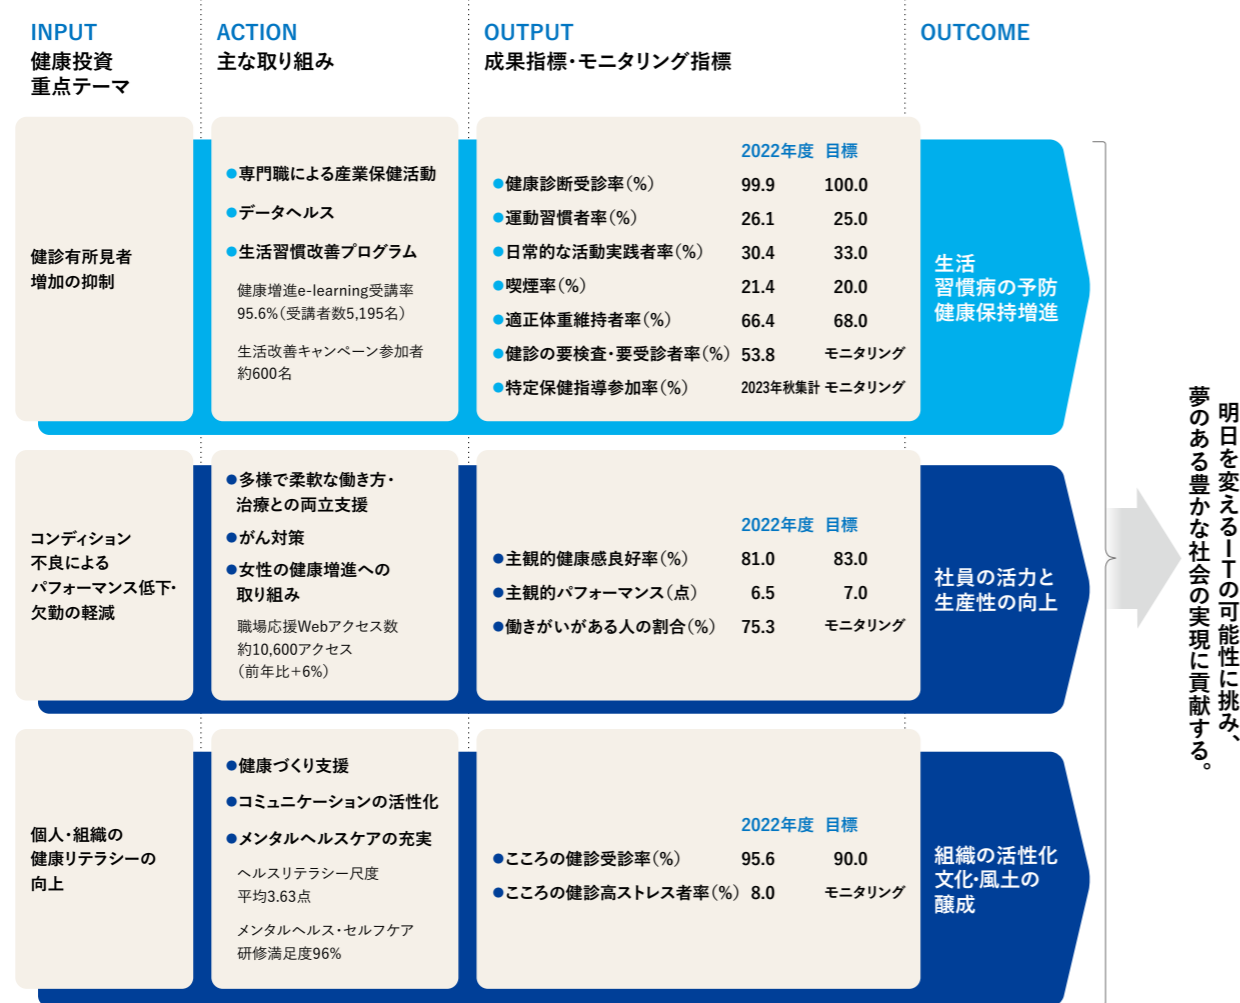 INPUT
健康投資
重点テーマ
ACTION
主な取り組み
OUTPUT
成果指標・モニタリング指標
OUTCOME
健診有所見者
増加の抑制
●専門職による産業保健活動
●データヘルス
●生活習慣改善プログラム
健康増進e-learning受講率
95.6%(受講者数5,195名)
生活改善キャンペーン参加者
約600名
2022年度 目標
●健康診断受診率(%) 99.9 100.0
●運動習慣者率(%) 26.1 25.0
●日常的な活動実践者率(%) 30.4 33.0
●喫煙率(%) 21.4 20.0
●適正体重維持者率(%) 66.4 68.0
●健診の要検査・要受診者率(%) 53.8 モニタリング
●特定保健指導参加率(%) 2023年秋集計 モニタリング
生活
習慣病の予防
健康保持増進
コンディション
不良による
パフォーマンス低下・
欠勤の軽減
●多様で柔軟な働き方・
治療との両立支援
●がん対策
●女性の健康増進への
取り組み
職場応援Webアクセス数
約10,600アクセス
(前年比+6%)
2022年度 目標
●主観的健康感良好率(%) 81.0 83.0
●主観的パフォーマンス(点) 6.5 7.0
●働きがいがある人の割合(%) 75.3 モニタリング
社員の活力と
生産性の向上
個人・組織の
健康リテラシーの
向上
●健康づくり支援
●コミュニケーションの活性化
●メンタルヘルスケアの充実
ヘルスリテラシー尺度
平均3.63点
メンタルヘルス・セルフケア
研修満足度96%
2022年度 目標
●こころの健診受診率(%) 95.6 90.0
●こころの健診高ストレス者率(%) 8.0 モニタリング
組織の活性化
文化・風土の
醸成
明日を変えるITの可能性に挑み、
夢のある豊かな社会の実現に貢献する。